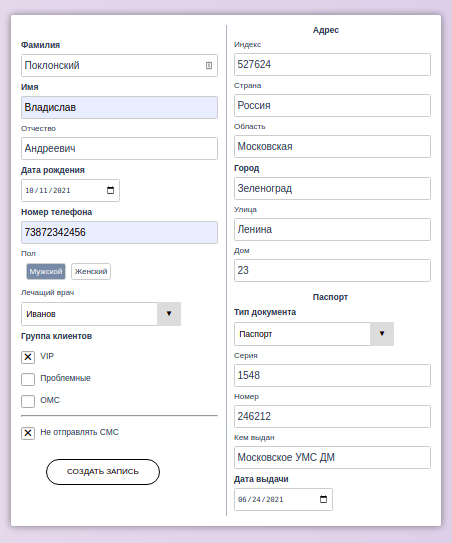 Фамилия
Поклонский
Имя
Владислав
Отчество
Андреевич
Дата рождения
10/11/2021
Номер телефона
73872342456
Пол
Мужской Женский
Лечащий врач
Иванов
Группа клиентов
VIP
Проблемные
ОМС
Не отправлять СМС
СОЗДАТЬ ЗАПИСЬ
Адрес
Индекс
527624
Страна
Россия
Область
Московская
Город
Зеленоград
Улица
Ленина
Дом
23
Паспорт
Тип документа
Паспорт
Серия
1548
Номер
246212
Кем выдан
Московское УМС ДМ
Дата выдачи
06/24/2021